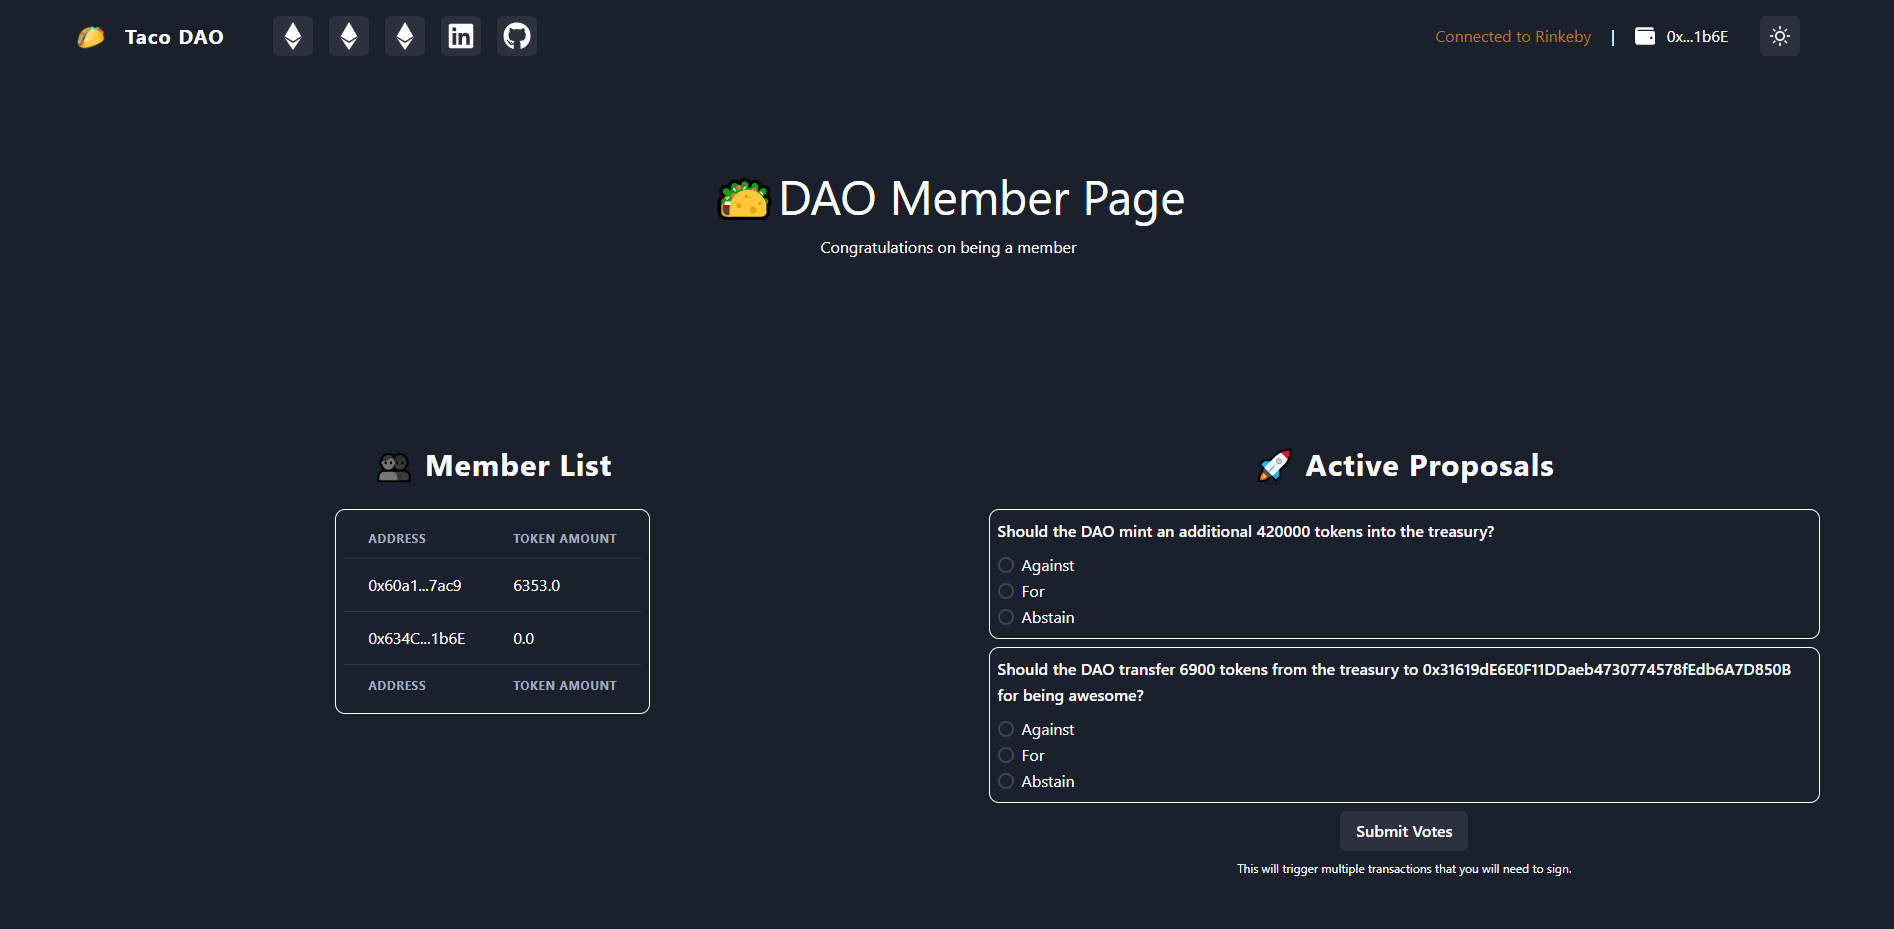 Taco DAO
Connected to Rinkeby | 0x...1b6E
DAO Member Page
Congratulations on being a member
Member List
ADDRESS TOKEN AMOUNT
0x60a1...7ac9 6353.0
0x634C...1b6E 0.0
ADDRESS TOKEN AMOUNT
Active Proposals
Should the DAO mint an additional 420000 tokens into the treasury?
Against
For
Abstain
Should the DAO transfer 6900 tokens from the treasury to 0x31619dE6E0F11DDaeb4730774578fEdb6A7D850B
for being awesome?
Against
For
Abstain
Submit Votes
This will trigger multiple transactions that you will need to sign.